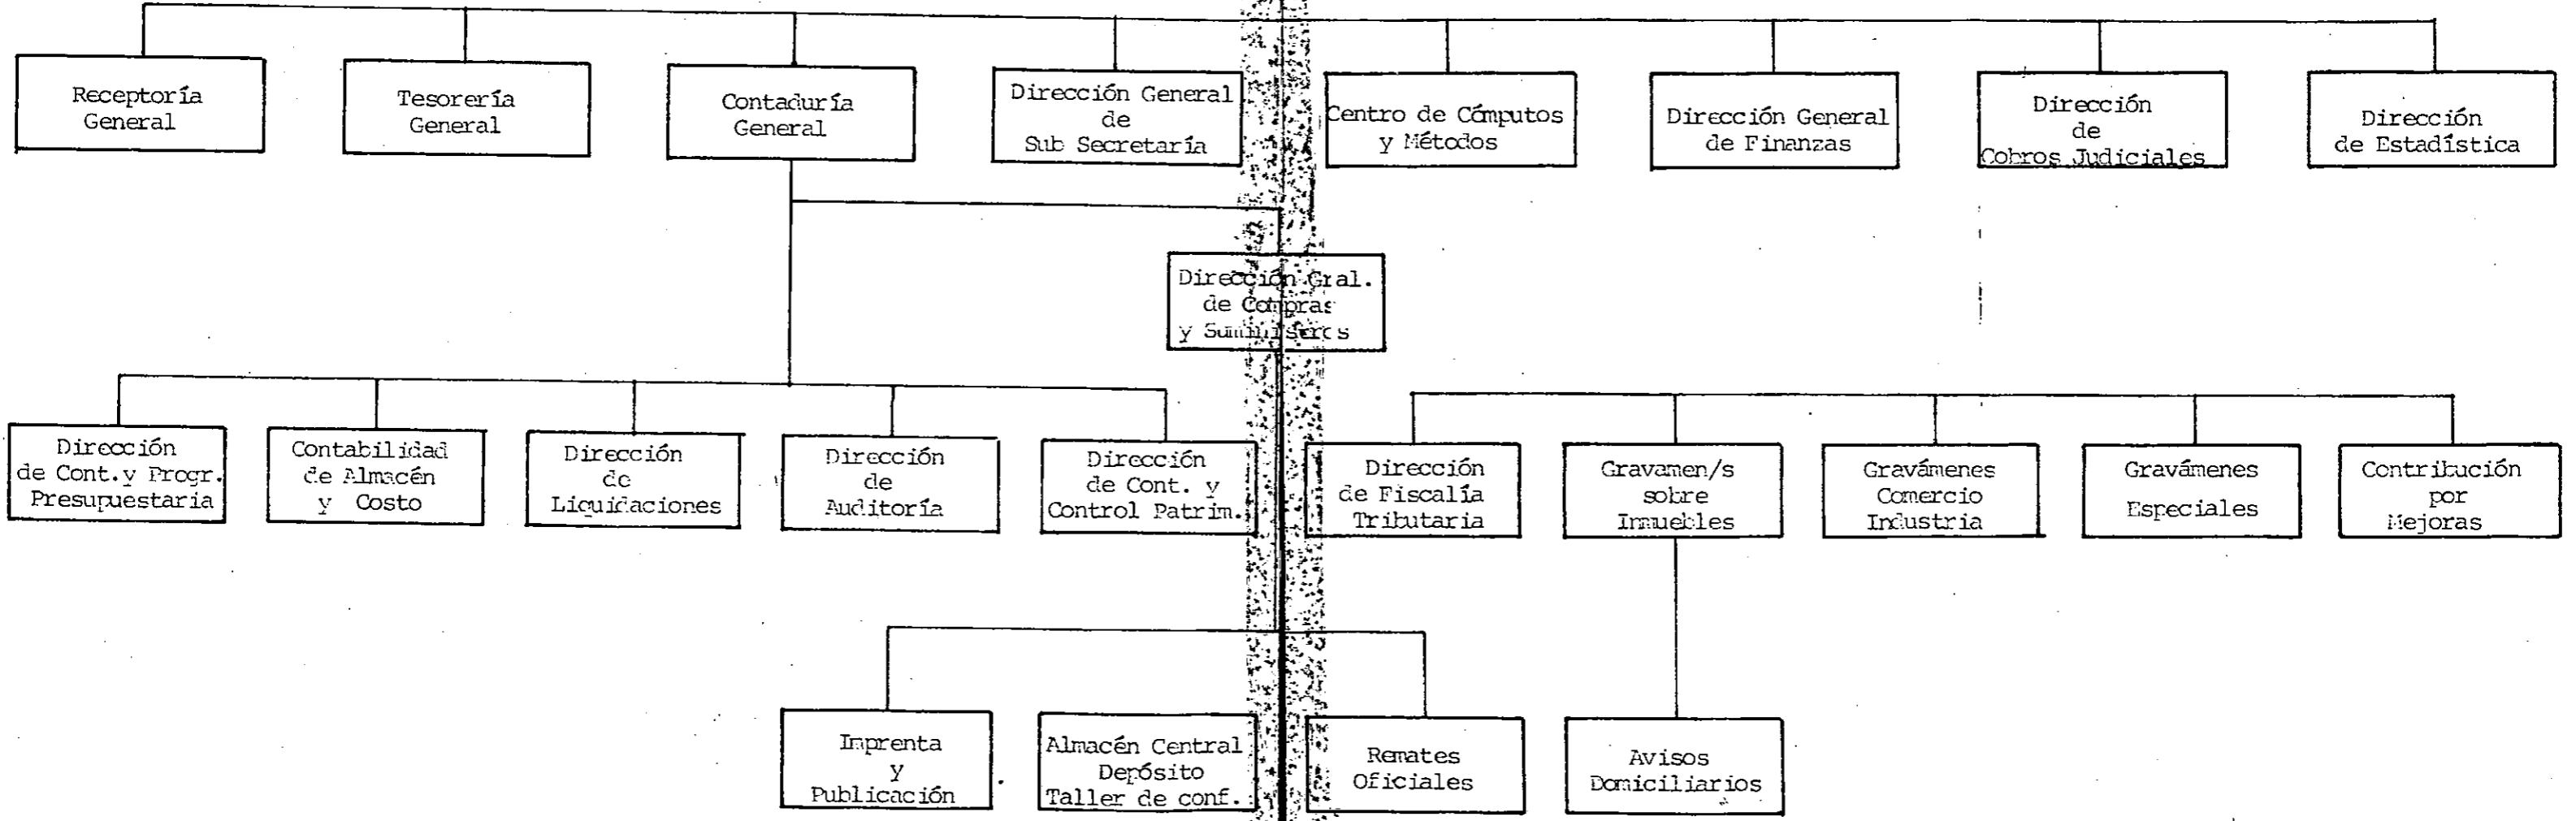 Receptoría
General
Tesorería
General
Contaduría
General
Dirección General
de
Sub Secretaría
Centro de Cómputos
y Métodos
Dirección General
de Finanzas
Dirección
de
Cobros Judiciales
Dirección
de Estadística
Dirección Gral.
de Compras
y Suministros
Dirección
de Cont.y Progr.
Presupuestaria
Contabilidad
de Almacén
y Costo
Dirección
de
Liquidaciones
Dirección
de
Auditoría
Dirección
de Cont. y
Control Patrim.
Dirección
de Fiscalía
Tributaria
Gravamen/s
sobre
Inmuebles
Gravámenes
Comercio
Industria
Gravámenes
Especiales
Contribución
por
Mejoras
Imprenta
y
Publicación
Almacén Central
Depósito
Taller de conf.
Remates
Oficiales
Avisos
Domiciliarios